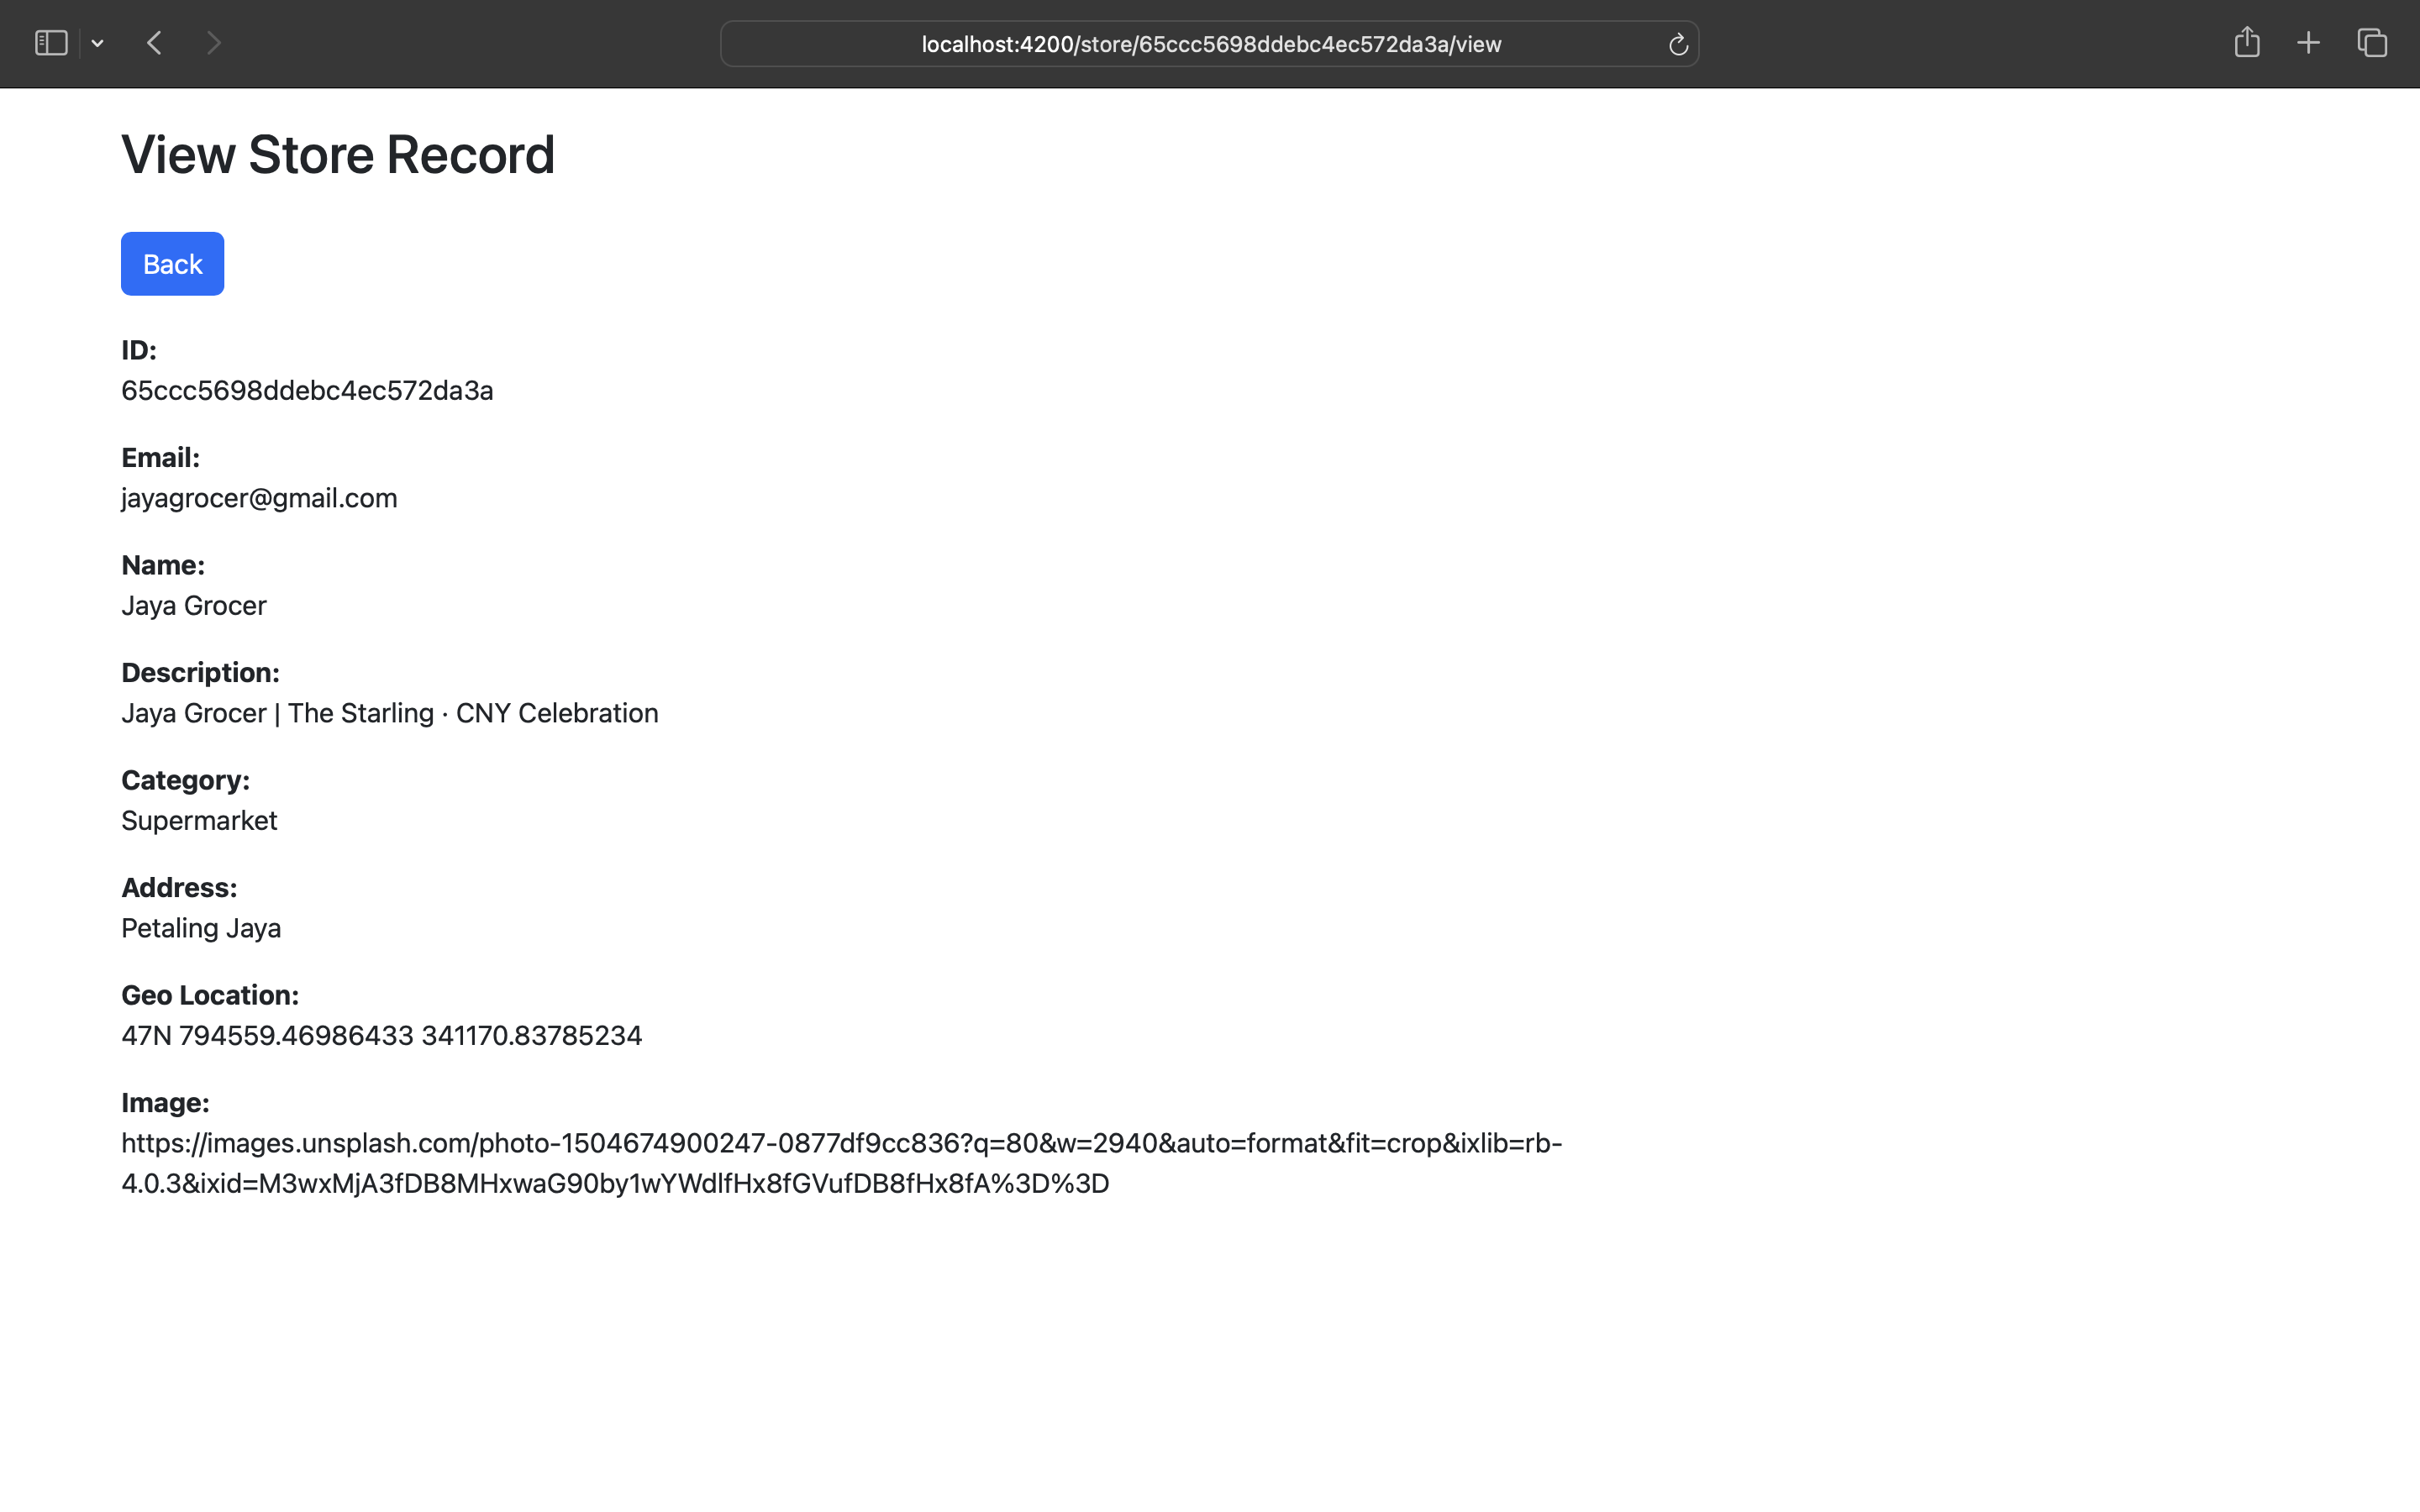 localhost:4200/store/65ccc5698ddebc4ec572da3a/view
View Store Record
Back
ID:
65ccc5698ddebc4ec572da3a
Email:
jayagrocer@gmail.com
Name:
Jaya Grocer
Description:
Jaya Grocer | The Starling · CNY Celebration
Category:
Supermarket
Address:
Petaling Jaya
Geo Location:
47N 794559.46986433 341170.83785234
Image:
https://images.unsplash.com/photo-1504674900247-0877df9cc836?q=80&w=2940&auto=format&fit=crop&ixlib=rb-
4.0.3&ixid=M3wxMjA3fDB8MHxwaG90by1wYWdlfHx8fGVufDB8fHx8fA%3D%3D